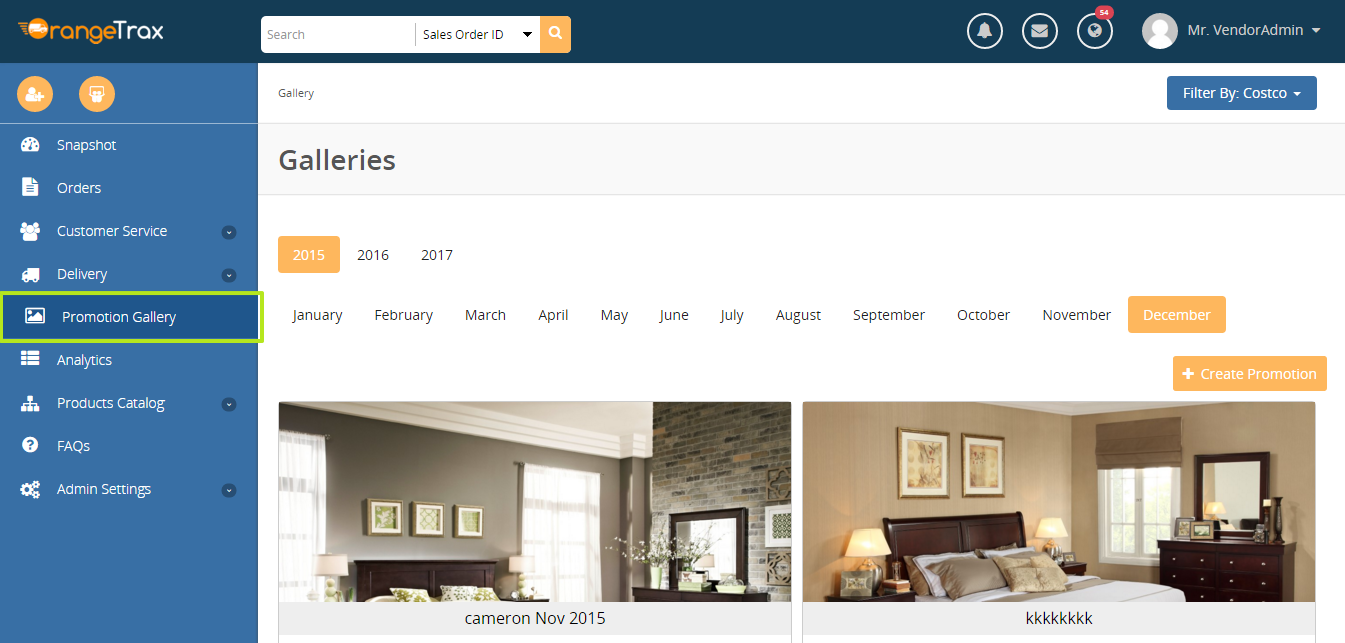 OrangeTrax
Search
Sales Order ID
54
Mr. VendorAdmin
Gallery
Filter By: Costco
Galleries
Snapshot
Orders
Customer Service
Delivery
Promotion Gallery
Analytics
Products Catalog
FAQs
Admin Settings
2015 2016 2017
January February March April May June July August September October November December
Create Promotion
cameron Nov 2015
kkkkkkkk